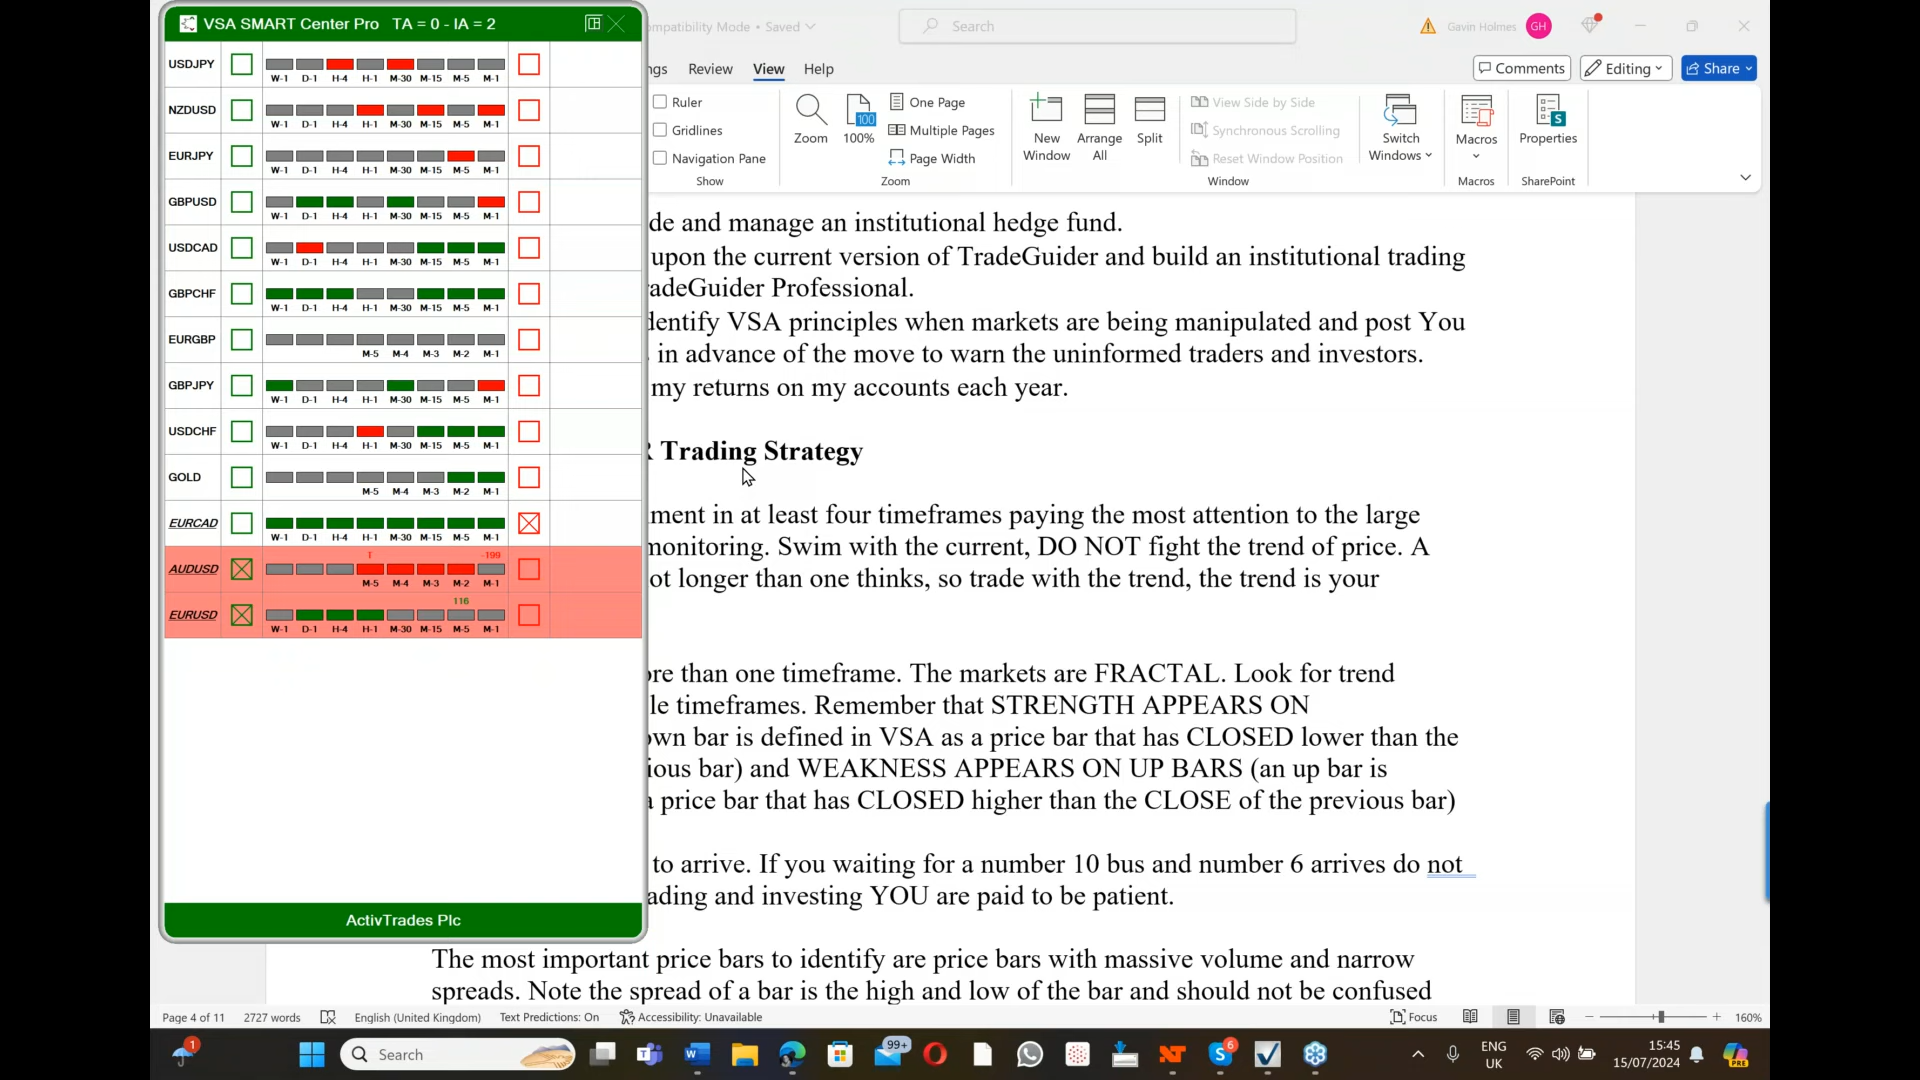 VSA SMART Center Pro TA = 0 - IA = 2
USDJPY
W-1 D-1 H-4 H-1 M-30 M-15 M-5 M-1
NZDUSD
W-1 D-1 H-4 H-1 M-30 M-15 M-5 M-1
EURJPY
W-1 D-1 H-4 H-1 M-30 M-15 M-5 M-1
GBPUSD
W-1 D-1 H-4 H-1 M-30 M-15 M-5 M-1
USDCAD
W-1 D-1 H-4 H-1 M-30 M-15 M-5 M-1
GBPCHF
W-1 D-1 H-4 H-1 M-30 M-15 M-5 M-1
EURGBP
M-5 M-4 M-3 M-2 M-1
GBPJPY
W-1 D-1 H-4 H-1 M-30 M-15 M-5 M-1
USDCHF
W-1 D-1 H-4 H-1 M-30 M-15 M-5 M-1
GOLD
M-5 M-4 M-3 M-2 M-1
EURCAD
W-1 D-1 H-4 H-1 M-30 M-15 M-5 M-1
T -199
AUDUSD
M-5 M-4 M-3 M-2 M-1
116
EURUSD
W-1 D-1 H-4 H-1 M-30 M-15 M-5 M-1
ActivTrades Plc
ompatibility Mode • Saved
Search
Gavin Holmes GH
ngs Review View Help
Comments Editing Share
Ruler
Gridlines
Navigation Pane
Show
Zoom
100
100%
One Page
Multiple Pages
Page Width
Zoom
New Window
Arrange All
Split
View Side by Side
Synchronous Scrolling
Reset Window Position
Window
Switch Windows
Macros
Macros
Properties
SharePoint
de and manage an institutional hedge fund.
upon the current version of TradeGuider and build an institutional trading
radeGuider Professional.
dentify VSA principles when markets are being manipulated and post You
in advance of the move to warn the uninformed traders and investors.
my returns on my accounts each year.
R Trading Strategy
ment in at least four timeframes paying the most attention to the large
monitoring. Swim with the current, DO NOT fight the trend of price. A
ot longer than one thinks, so trade with the trend, the trend is your
ore than one timeframe. The markets are FRACTAL. Look for trend
le timeframes. Remember that STRENGTH APPEARS ON
own bar is defined in VSA as a price bar that has CLOSED lower than the
ious bar) and WEAKNESS APPEARS ON UP BARS (an up bar is
a price bar that has CLOSED higher than the CLOSE of the previous bar)
to arrive. If you waiting for a number 10 bus and number 6 arrives do not
ading and investing YOU are paid to be patient.
The most important price bars to identify are price bars with massive volume and narrow
spreads. Note the spread of a bar is the high and low of the bar and should not be confused
Page 4 of 11 2727 words English (United Kingdom) Text Predictions: On Accessibility: Unavailable Focus 160%
1 Search 99+ 6 ENG UK 15:45 15/07/2024 PRE